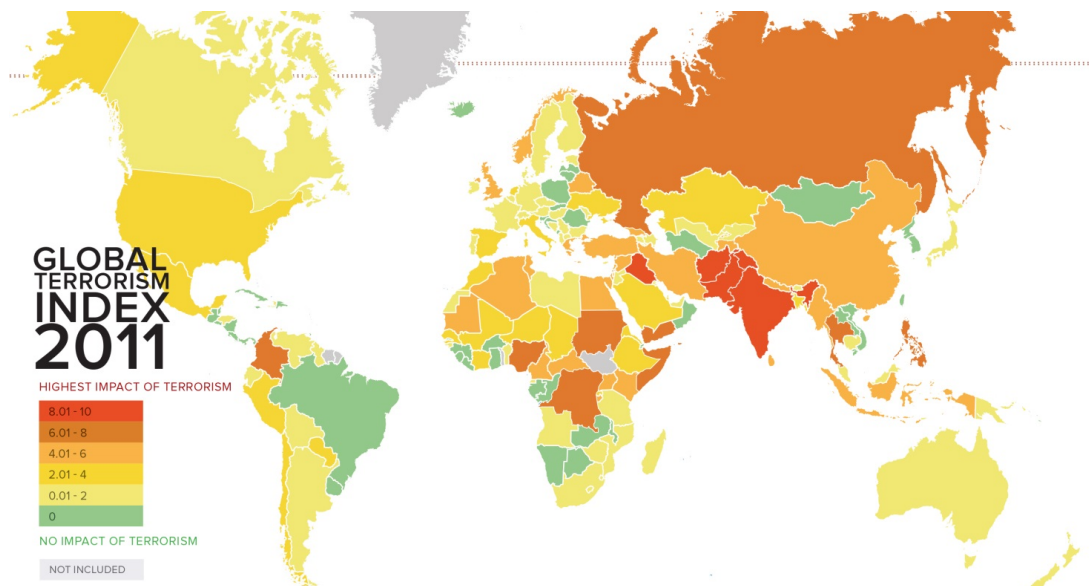 GLOBAL
TERRORISM
INDEX
2011
HIGHEST IMPACT OF TERRORISM
8.01 - 10
6.01 - 8
4.01 - 6
2.01 - 4
0.01 - 2
0
NO IMPACT OF TERRORISM
NOT INCLUDED